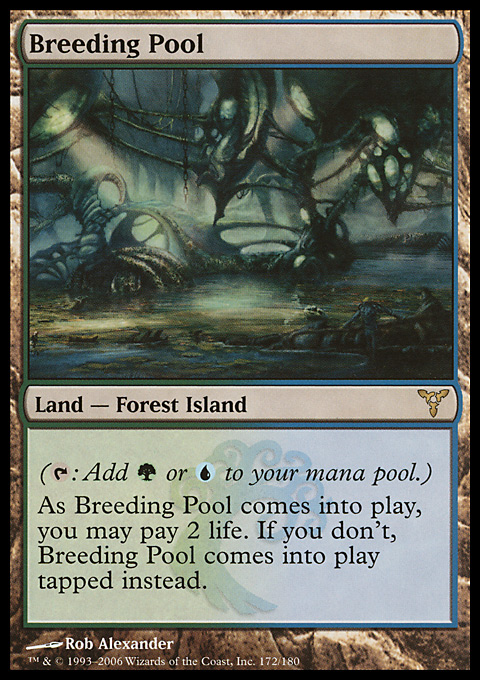 Breeding Pool
Land — Forest Island
( : Add or to your mana pool.)
As Breeding Pool comes into play,
you may pay 2 life. If you don't,
Breeding Pool comes into play
tapped instead.
Rob Alexander
™ & © 1993–2006 Wizards of the Coast, Inc. 172/180